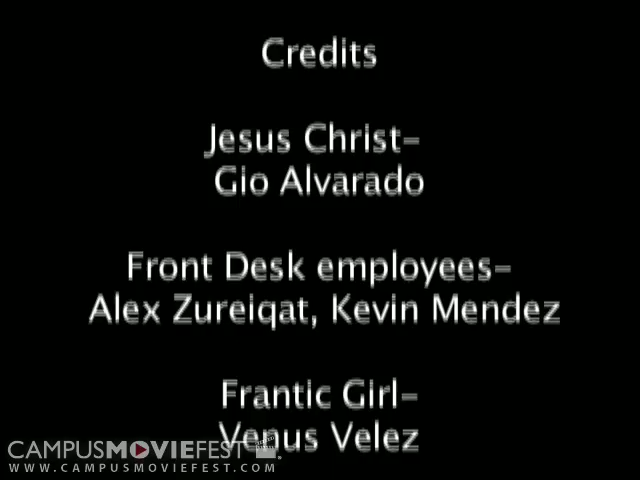 Credits
Jesus Christ-
Gio Alvarado
Front Desk employees-
Alex Zureiqat, Kevin Mendez
Frantic Girl-
Venus Velez
CAMPUSMOVIEFEST
WWW.CAMPUSMOVIEFEST.COM